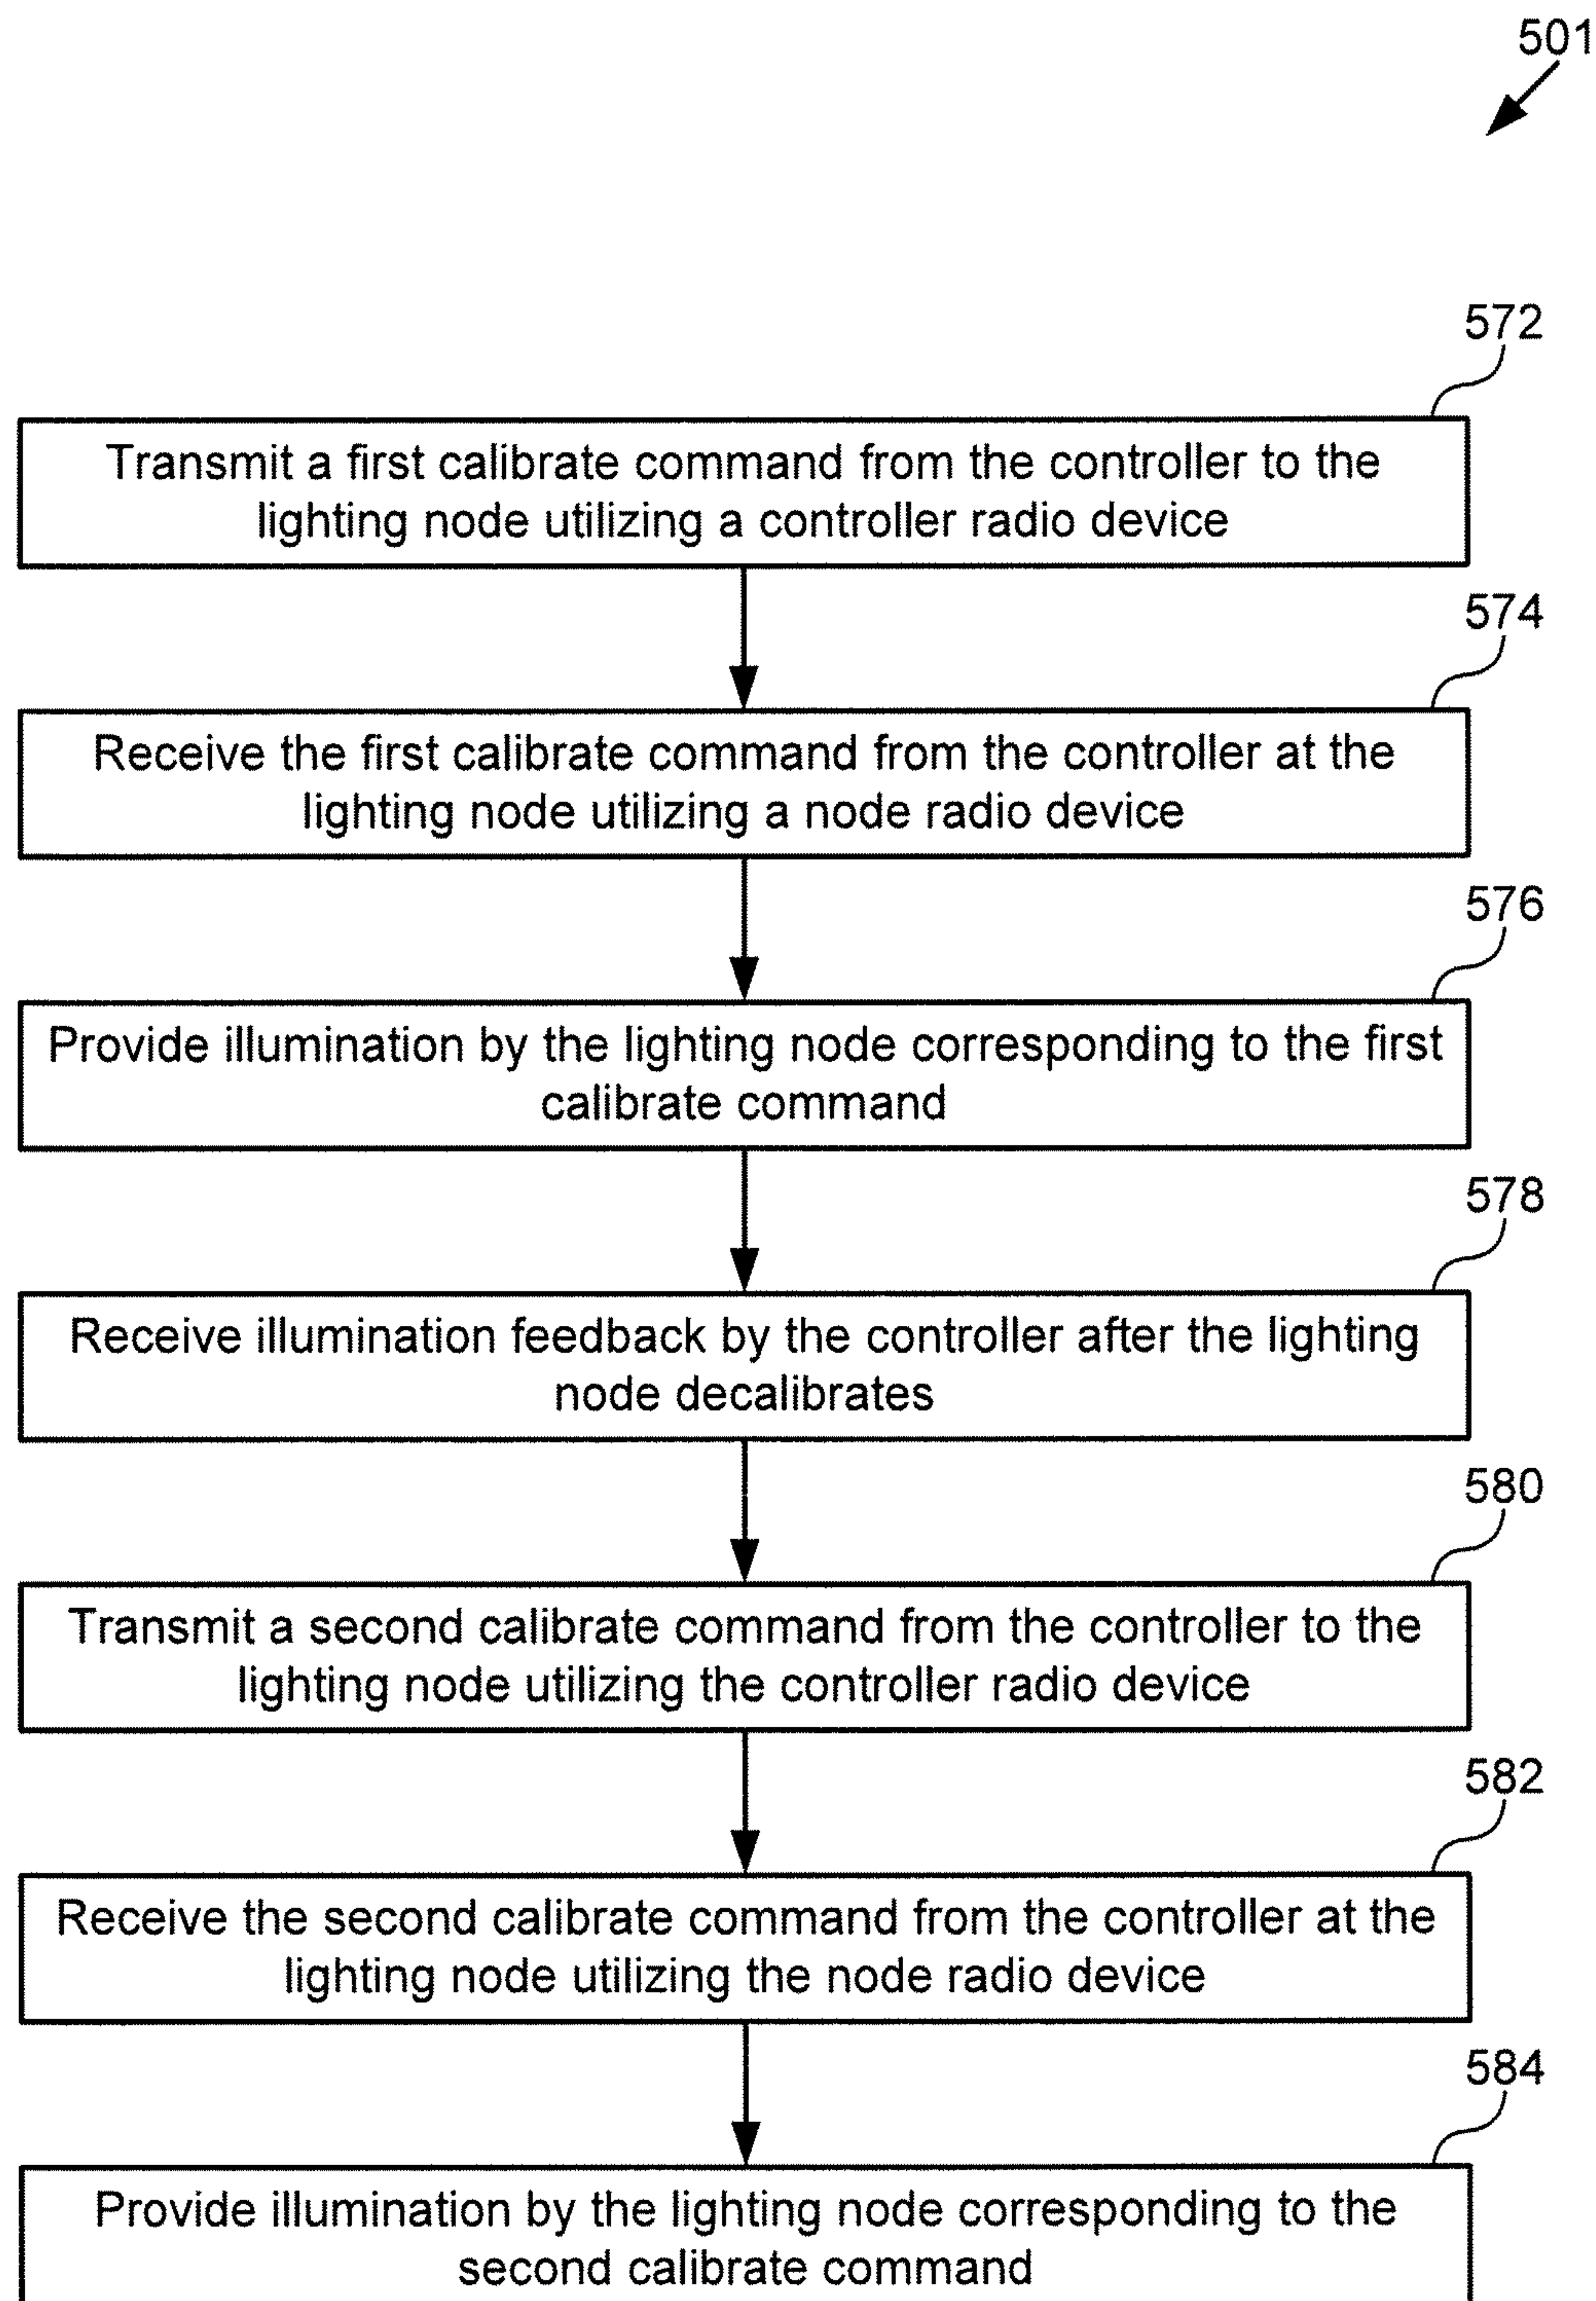 501
572
Transmit a first calibrate command from the controller to the
lighting node utilizing a controller radio device
574
Receive the first calibrate command from the controller at the
lighting node utilizing a node radio device
576
Provide illumination by the lighting node corresponding to the first
calibrate command
578
Receive illumination feedback by the controller after the lighting
node decalibrates
580
Transmit a second calibrate command from the controller to the
lighting node utilizing the controller radio device
582
Receive the second calibrate command from the controller at the
lighting node utilizing the node radio device
584
Provide illumination by the lighting node corresponding to the
second calibrate command